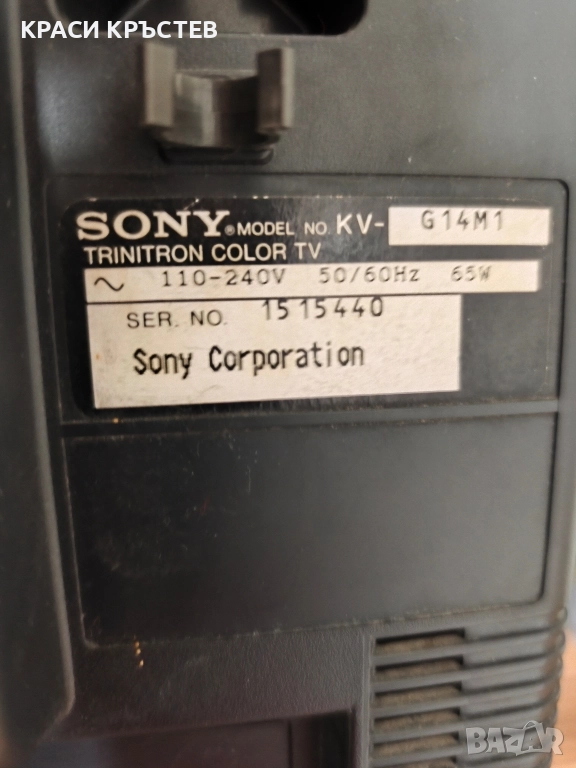 КРАСИ КРЪСТЕВ
SONY® MODEL NO. KV- G14M1
TRINITRON COLOR TV
~ 110-240V 50/60Hz 65W
SER. NO. 1515440
Sony Corporation
BAZAR